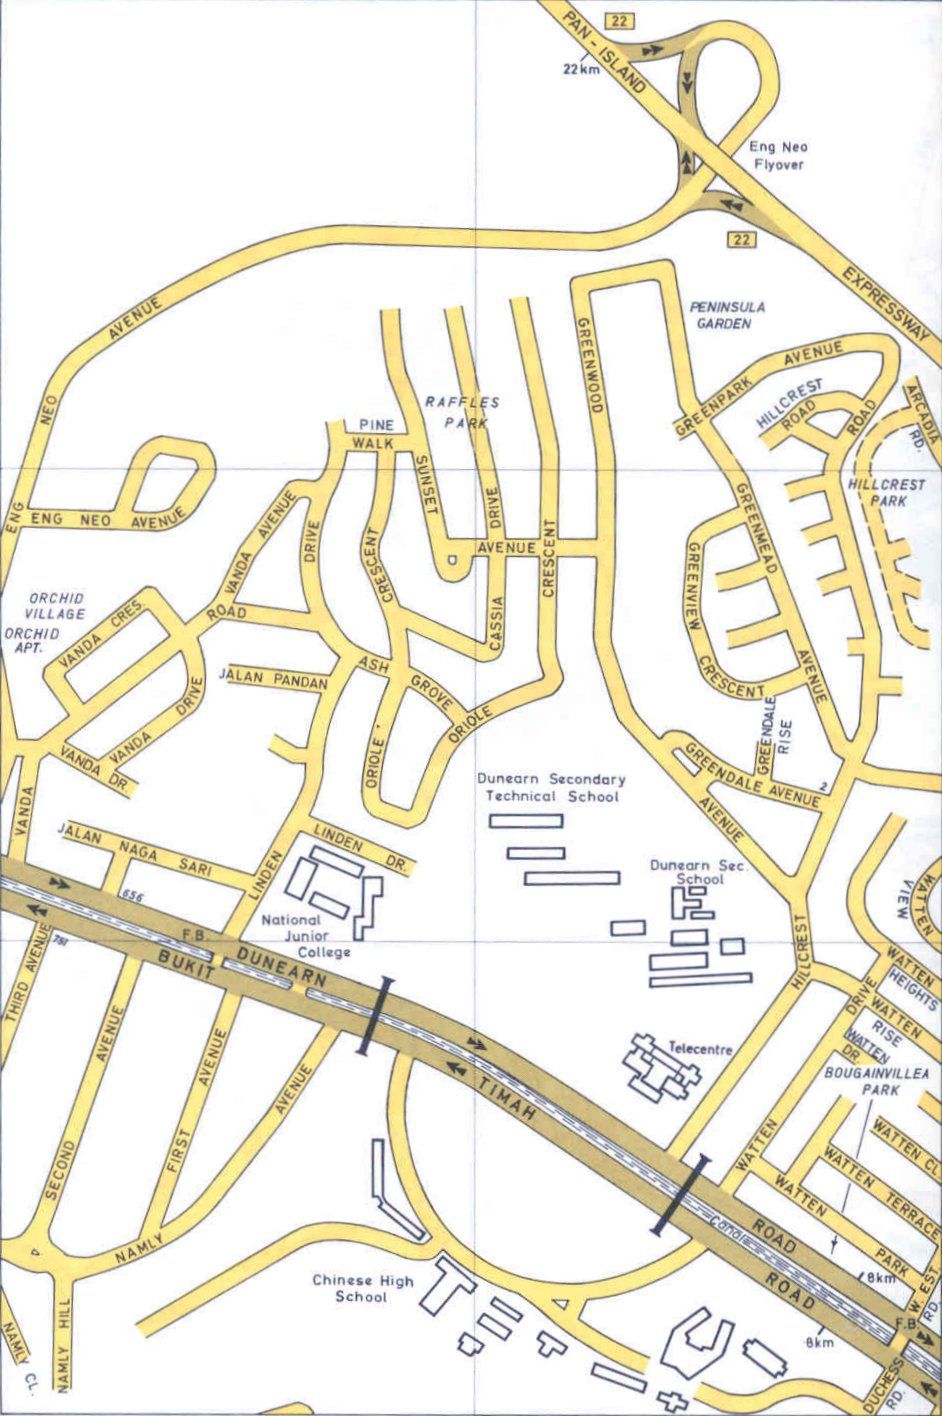 22
PAN - ISLAND
22km
Eng Neo
Flyover
22
EXPRESSWAY
AVENUE
NEO
ENG
PENINSULA
GARDEN
GREENWOOD
AVENUE
GREENPARK
HILLCREST
ROAD
ROAD
ARCADIA
RD.
RAFFLES
PARK
PINE
WALK
SUNSET
DRIVE
AVENUE
CRESCENT
HILLCREST
PARK
ENG NEO AVENUE
VANDA AVENUE
DRIVE
CRESCENT
CASSIA
GREENMEAD
GREENVIEW
ORCHID
VILLAGE
ORCHID
APT.
VANDA CRES.
ROAD
ASH
GROVE
JALAN PANDAN
CRESCENT
AVENUE
VANDA DRIVE
ORIOLE
ORIOLE
GREENDALE
RISE
GREENDALE AVENUE
2
VANDA DR.
VANDA
Dunearn Secondary
Technical School
AVENUE
JALAN NAGA SARI
LINDEN DR.
LINDEN
Dunearn Sec.
School
WATTEN
VIEW
656
National
Junior
College
F.B.
DUNEARN
BUKIT
751
THIRD AVENUE
HILLCREST
WATTEN
HEIGHTS
DRIVE
WATTEN
RISE
WATTEN
DR.
Telecentre
BOUGAINVILLEA
PARK
AVENUE
AVENUE
AVENUE
TIMAH
SECOND
FIRST
WATTEN
WATTEN CL.
WATTEN TERRACE
WATTEN
PARK
Canal
ROAD
ROAD
8km
8km
W. EST.
RD.
F.B.
NAMLY
Chinese High
School
NAMLY HILL
NAMLY CL.
DUCHESS
RD.